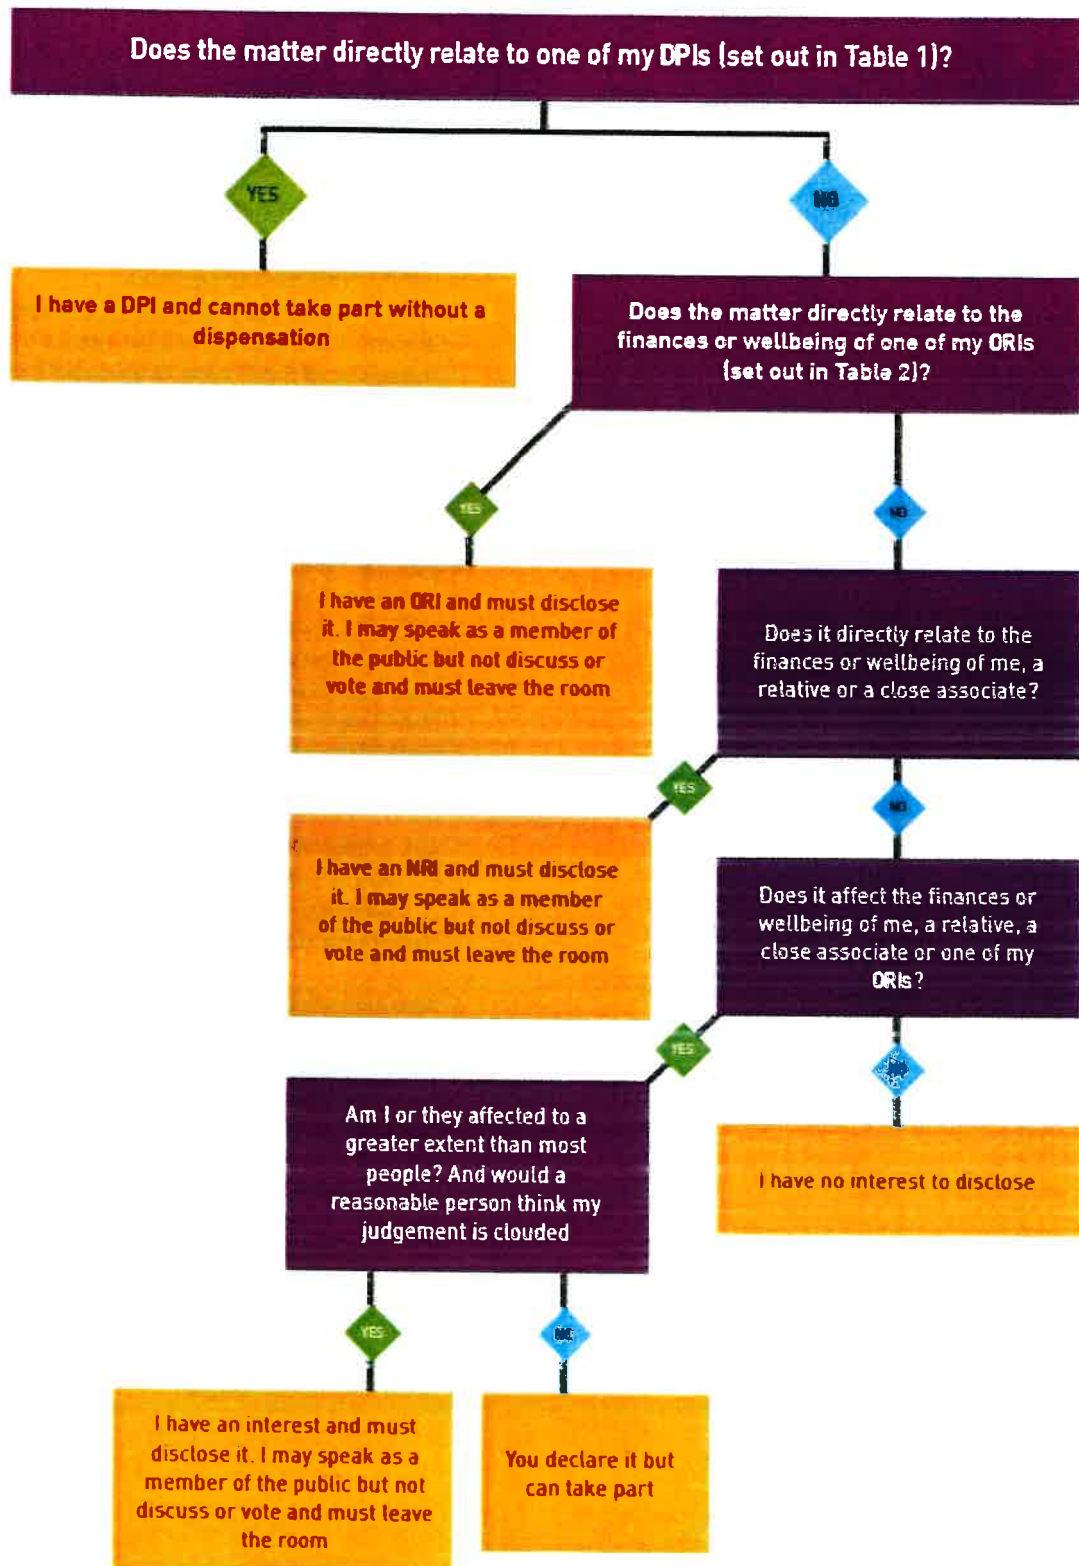 Does the matter directly relate to one of my DPIs (set out in Table 1)?
YES
NO
I have a DPI and cannot take part without a
dispensation
Does the matter directly relate to the
finances or wellbeing of one of my ORIs
(set out in Table 2)?
YES
NO
I have an ORI and must disclose
it. I may speak as a member of
the public but not discuss or
vote and must leave the room
Does it directly relate to the
finances or wellbeing of me, a
relative or a close associate?
YES
NO
I have an NRI and must disclose
it. I may speak as a member
of the public but not discuss or
vote and must leave the room
Does it affect the finances or
wellbeing of me, a relative, a
close associate or one of my
ORIs?
YES
Am I or they affected to a
greater extent than most
people? And would a
reasonable person think my
judgement is clouded
I have no interest to disclose
YES
NO
I have an interest and must
disclose it. I may speak as a
member of the public but not
discuss or vote and must leave
the room
You declare it but
can take part